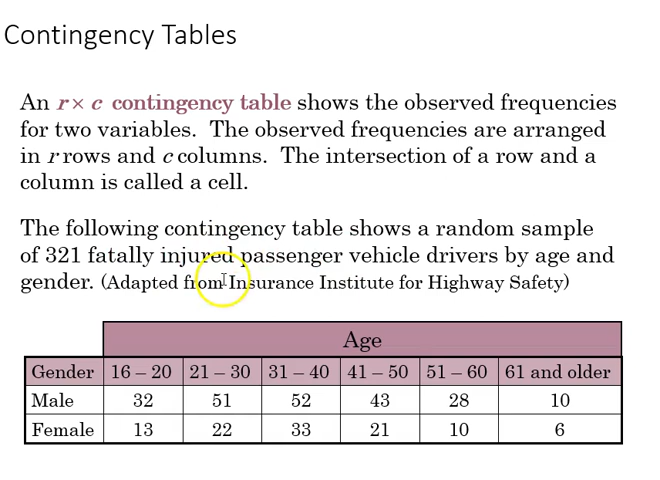 Contingency Tables
An r × c contingency table shows the observed frequencies
for two variables. The observed frequencies are arranged
in r rows and c columns. The intersection of a row and a
column is called a cell.
The following contingency table shows a random sample
of 321 fatally injured passenger vehicle drivers by age and
gender. (Adapted from Insurance Institute for Highway Safety)
Age
Gender 16 – 20 21 – 30 31 – 40 41 – 50 51 – 60 61 and older
Male 32 51 52 43 28 10
Female 13 22 33 21 10 6